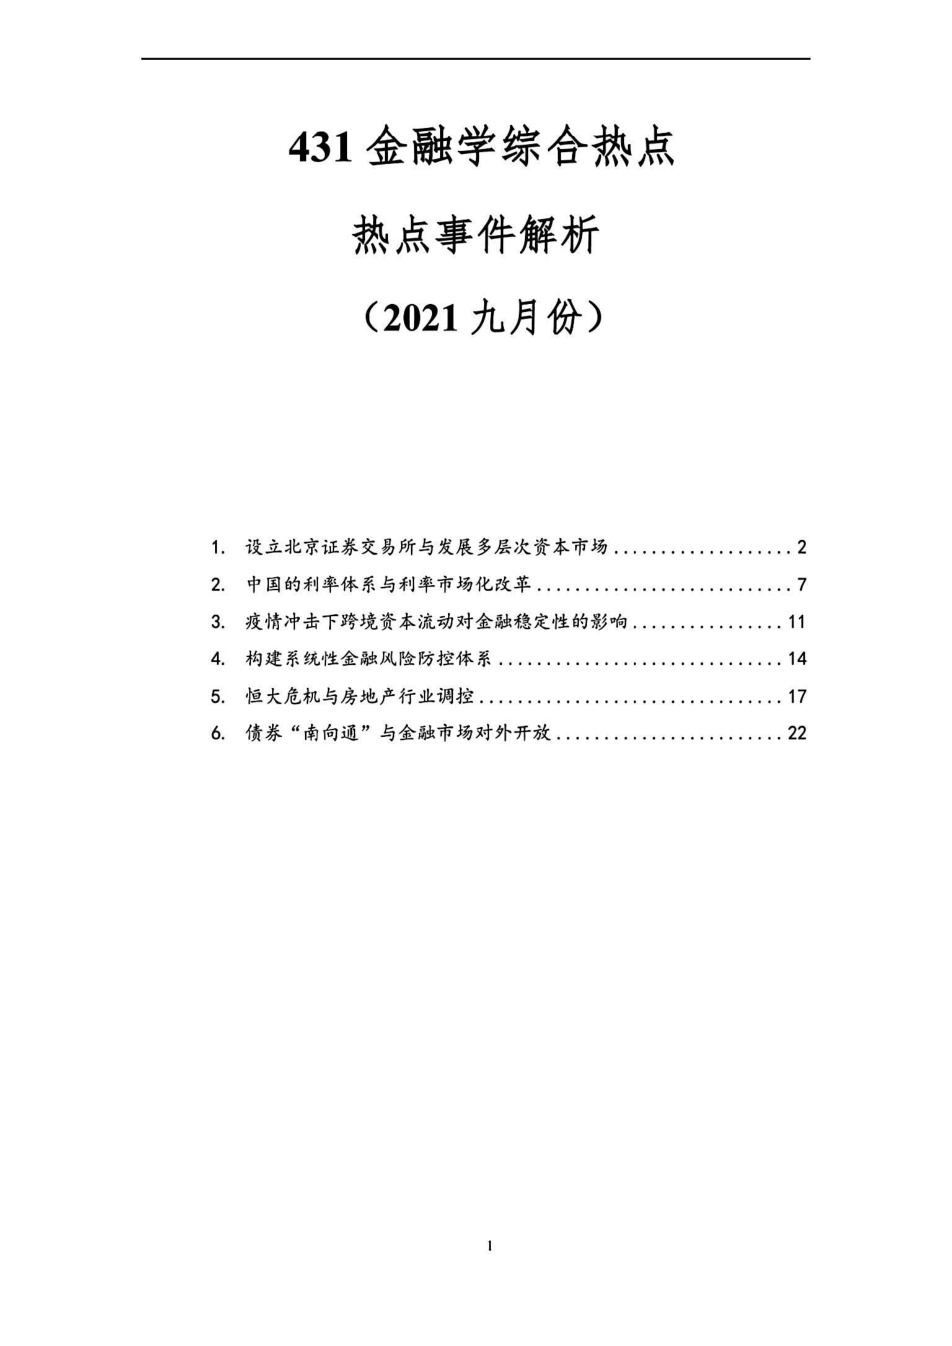 431 金融学综合热点
热点事件解析
（2021 九月份）
1. 设立北京证券交易所与发展多层次资本市场...................2
2. 中国的利率体系与利率市场化改革...........................7
3. 疫情冲击下跨境资本流动对金融稳定性的影响................11
4. 构建系统性金融风险防控体系..............................14
5. 恒大危机与房地产行业调控................................17
6. 债券“南向通”与金融市场对外开放........................22
1